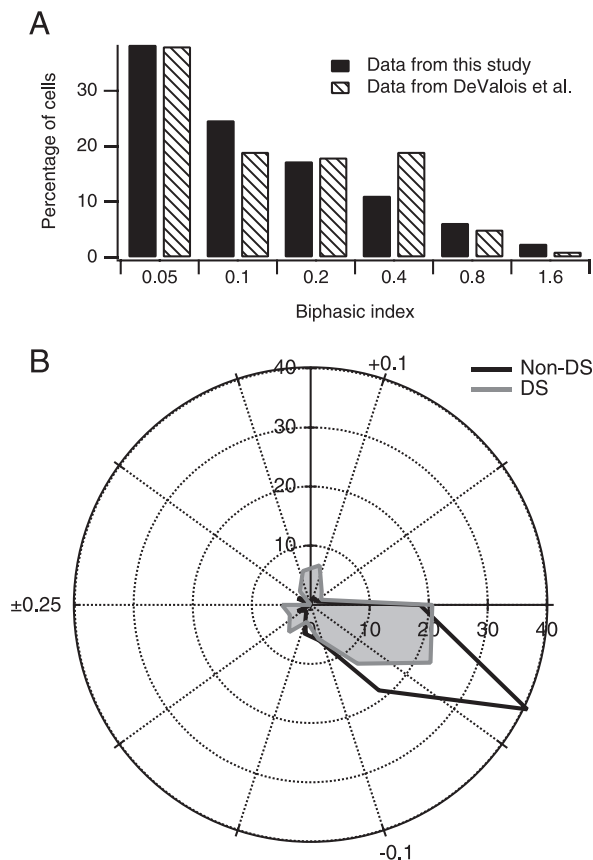 A
Percentage of cells
30
20
10
0
Data from this study
Data from DeValois et al.
0.05 0.1 0.2 0.4 0.8 1.6
Biphasic index
B
40
+0.1
Non-DS
DS
30
20
10
±0.25
10 20 30 40
-0.1